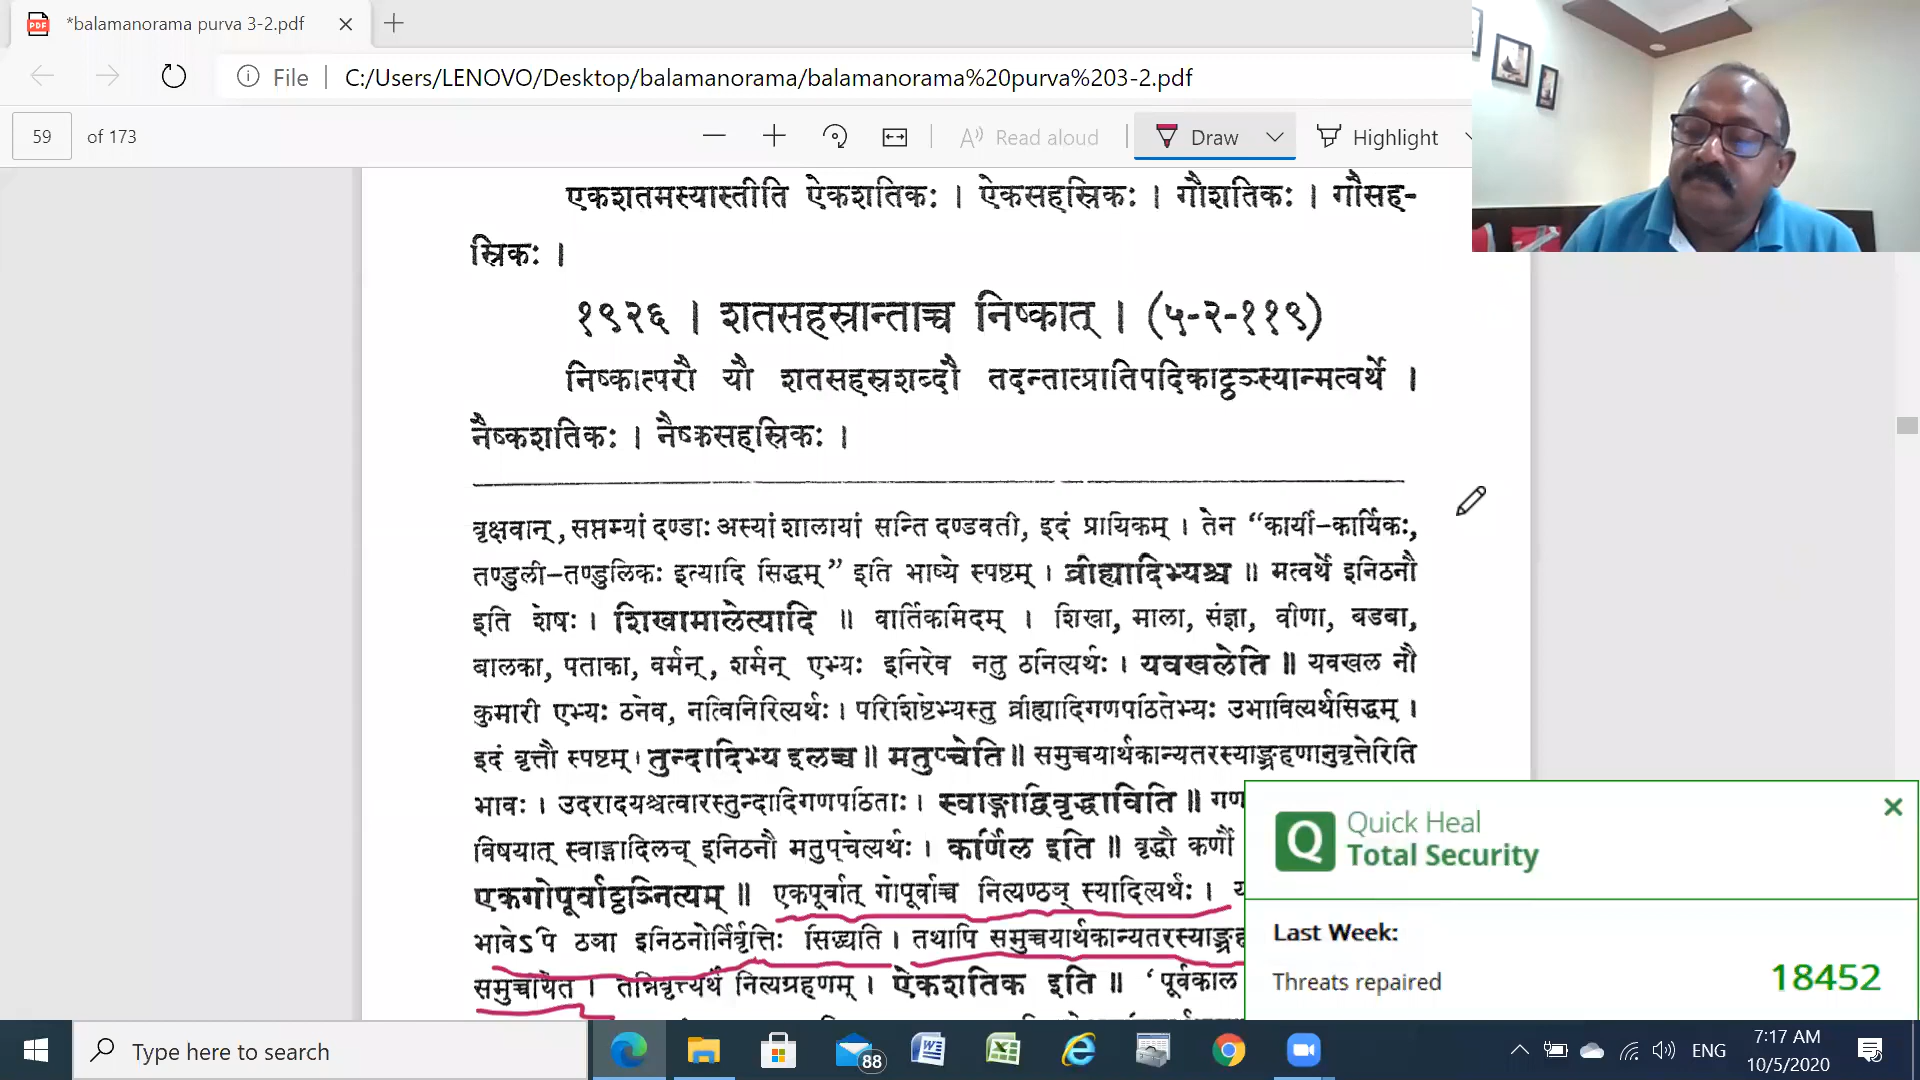 *balamanorama purva 3-2.pdf
File
C:/Users/LENOVO/Desktop/balamanorama/balamanorama%20purva%203-2.pdf
59 of 173
Read aloud
Draw
Highlight
एकशतमस्यास्तीति ऐकशतिकः । ऐकसहस्रिकः । गौशतिकः । गौसह-
स्रिकः ।
१९२६ । शतसहस्रान्ताच्च निष्कात् । (५-२-११९)
निष्कात्परौ यौ शतसहस्रशब्दौ तदन्तात्प्रातिपदिकाट्ठञ्स्यान्मत्वर्थे ।
नैष्कशतिकः । नैष्कसहस्रिकः ।
वृक्षवान्, सप्तम्यां दण्डाः अस्यां शालायां सन्ति दण्डवती, इदं प्रायिकम् । तेन “कार्यी-कार्यिकः,
तण्डुली-तण्डुलिकः इत्यादि सिद्धम्” इति भाष्ये स्पष्टम् । व्रीह्यादिभ्यश्च ॥ मत्वर्थे इनिठनौ
इति शेषः । शिखामालेत्यादि ॥ वार्तिकमिदम् । शिखा, माला, संज्ञा, वीणा, बडबा,
बालका, पताका, वर्मन्, शर्मन् एभ्यः इनिरेव नतु ठनित्यर्थः । यवखलेति ॥ यवखल नौ
कुमारी एभ्यः ठनेव, नत्विनिरित्यर्थः । परिशिष्टेभ्यस्तु व्रीह्यादिगणपठितेभ्यः उभावित्यर्थसिद्धम् ।
इदं वृत्तौ स्पष्टम् । तुन्दादिभ्य इलच्च ॥ मतुप्चेति ॥ समुच्चयार्थकान्यतरस्याङ्ग्रहणानुवृत्तेरिति
भावः । उदरादयश्चत्वारस्तुन्दादिगणपठिताः । स्वाङ्गाद्विवृद्धाविति ॥ गण
विषयात् स्वाङ्गादिलच् इनिठनौ मतुप्चेत्यर्थः । कर्णिल इति ॥ वृद्धौ कर्णौ
एकगोपूर्वाट्ठञ्नित्यम् ॥ एकपूर्वात् गोपूर्वाच्च नित्यण्ठञ् स्यादित्यर्थः ।
भावेऽपि ठञा इनिठनोर्निवृत्तिः सिद्ध्यति । तथापि समुच्चयार्थकान्यतरस्याङ्ग्रह
समुच्चीयेत । तन्निवृत्त्यर्थं नित्यग्रहणम् । ऐकशतिक इति ॥ ‘पूर्वकाल
Q
Quick Heal
Total Security
Last Week:
Threats repaired 18452
Type here to search
88
ENG
7:17 AM
10/5/2020